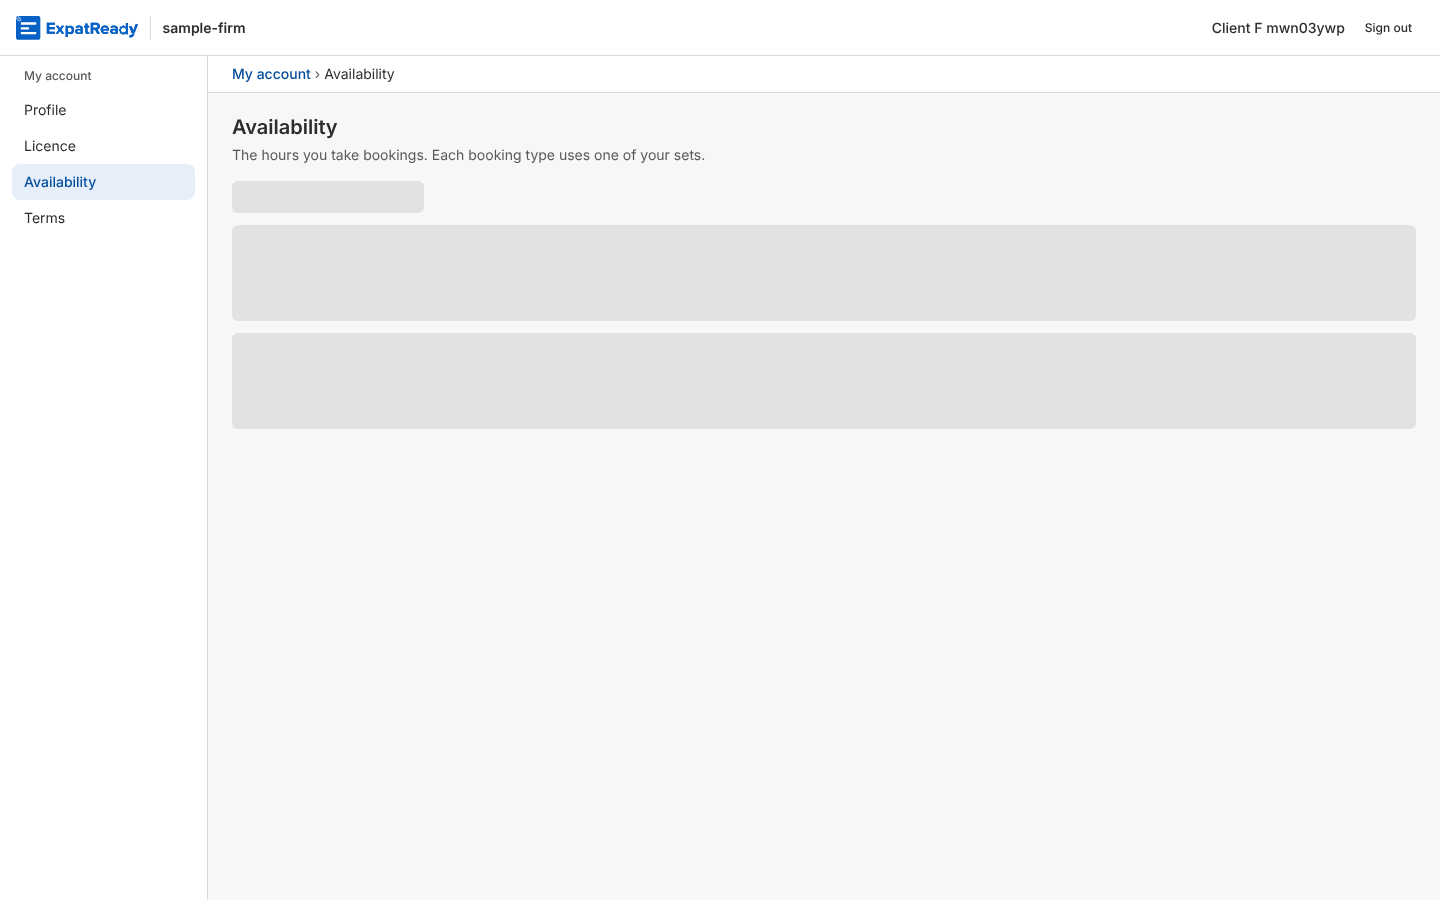 ExpatReady
sample-firm
Client F mwn03ywp
Sign out
My account
Profile
Licence
Availability
Terms
My account › Availability
Availability
The hours you take bookings. Each booking type uses one of your sets.